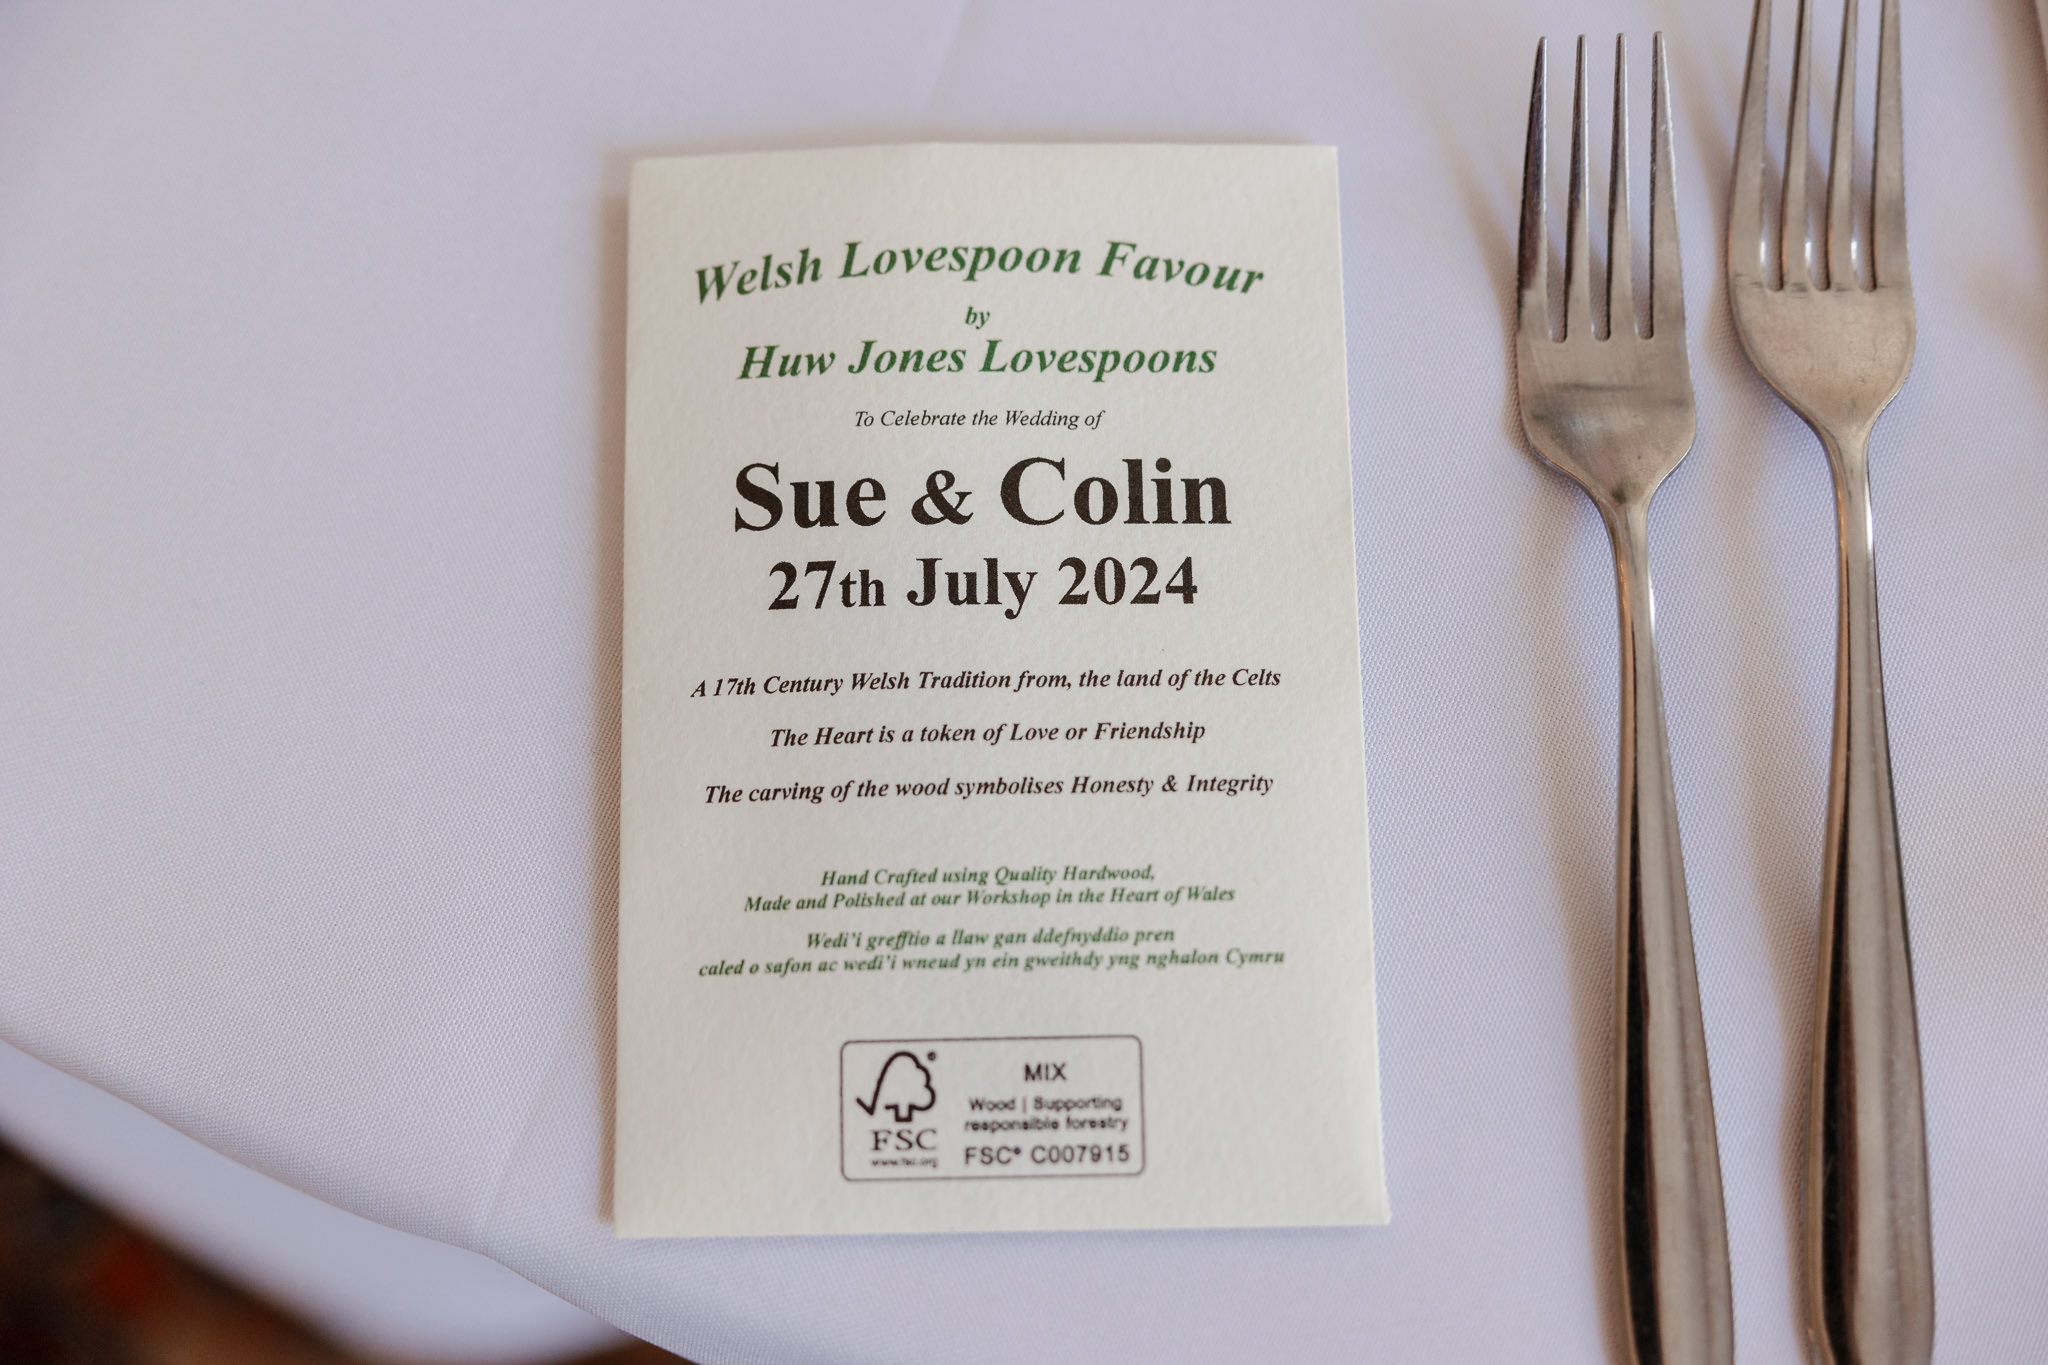 Welsh Lovespoon Favour
by
Huw Jones Lovespoons
To Celebrate the Wedding of
Sue & Colin
27th July 2024
A 17th Century Welsh Tradition from, the land of the Celts
The Heart is a token of Love or Friendship
The carving of the wood symbolises Honesty & Integrity
Hand Crafted using Quality Hardwood,
Made and Polished at our Workshop in the Heart of Wales
Wedi'i grefftio a llaw gan ddefnyddio pren
caled o safon ac wedi'i wneud yn ein gweithdy yng nghalon Cymru
®
FSC
www.fsc.org
MIX
Wood | Supporting
responsible forestry
FSC® C007915